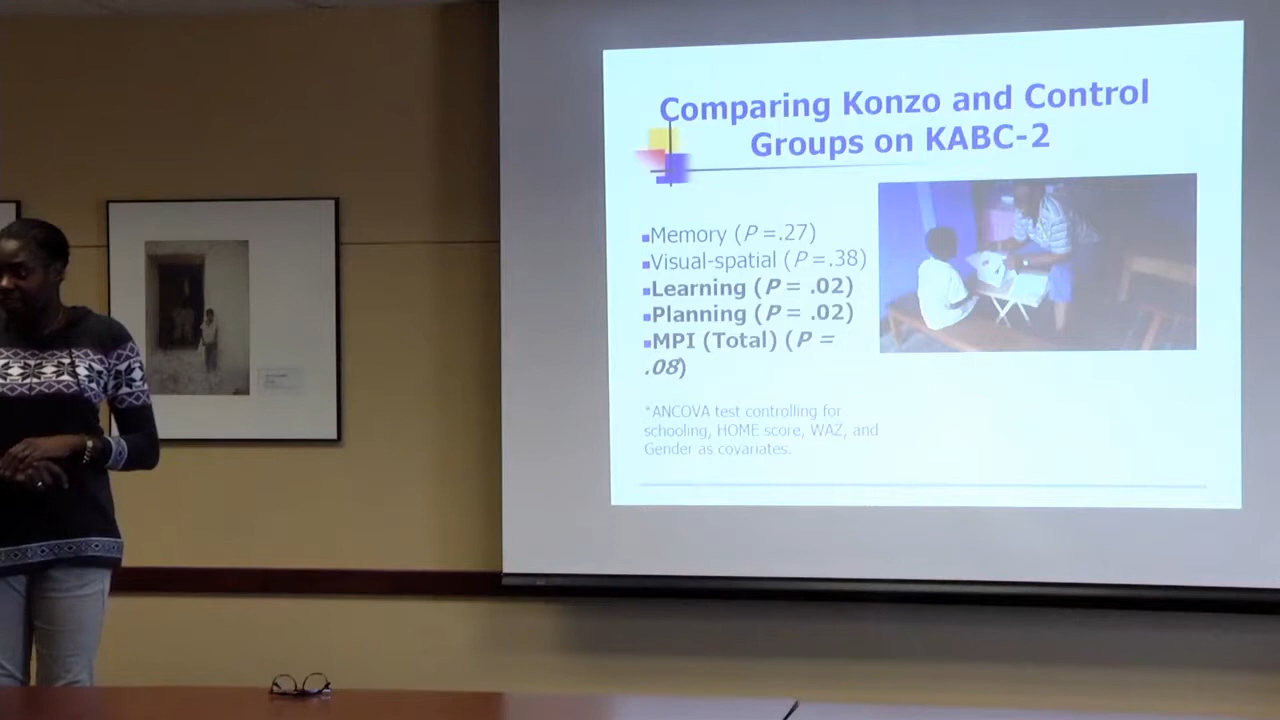 Comparing Konzo and Control
Groups on KABC-2
Memory (P =.27)
Visual-spatial (P =.38)
Learning (P = .02)
Planning (P = .02)
MPI (Total) (P =
.08)
*ANCOVA test controlling for
schooling, HOME score, WAZ, and
Gender as covariates.